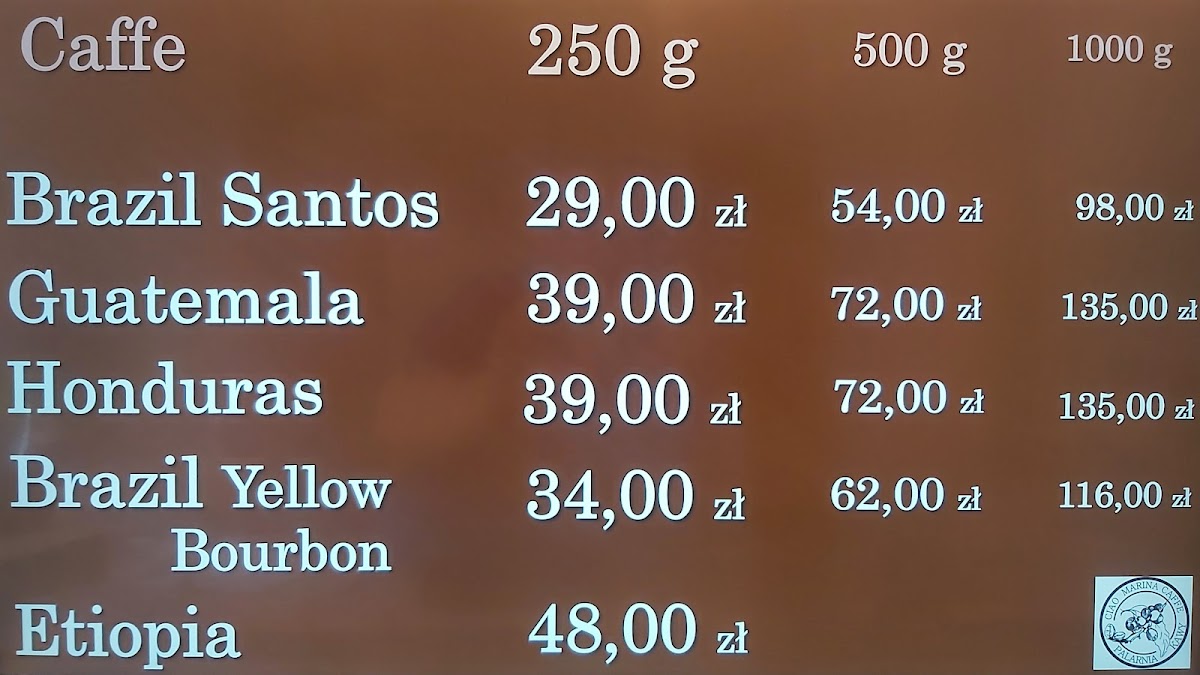 Caffe 250 g 500 g 1000 g
Brazil Santos 29,00 zł 54,00 zł 98,00 zł
Guatemala 39,00 zł 72,00 zł 135,00 zł
Honduras 39,00 zł 72,00 zł 135,00 zł
Brazil Yellow 34,00 zł 62,00 zł 116,00 zł
Bourbon
Etiopia 48,00 zł
CIAO MARINA CAFFE
PALARNIA KAWY